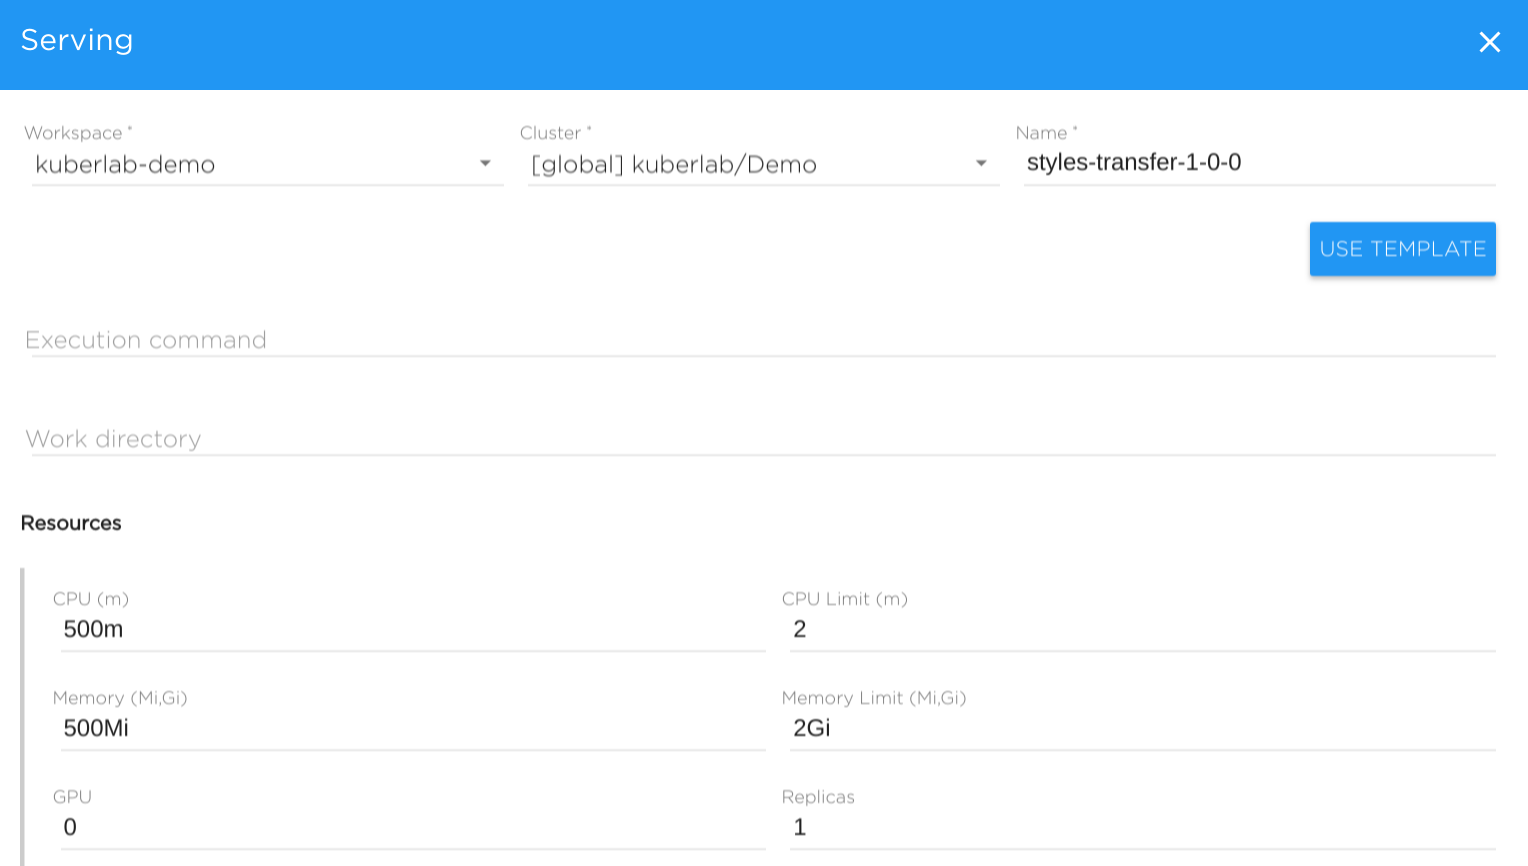 Serving
Workspace * Cluster * Name *
kuberlab-demo [global] kuberlab/Demo styles-transfer-1-0-0
USE TEMPLATE
Execution command
Work directory
Resources
CPU (m) CPU Limit (m)
500m 2
Memory (Mi,Gi) Memory Limit (Mi,Gi)
500Mi 2Gi
GPU Replicas
0 1